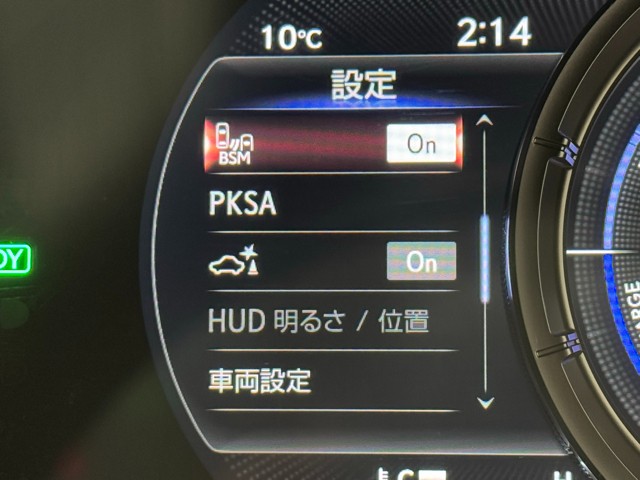 10℃ 2:14
設定
BSM On
PKSA
On
HUD 明るさ / 位置
車両設定
C H